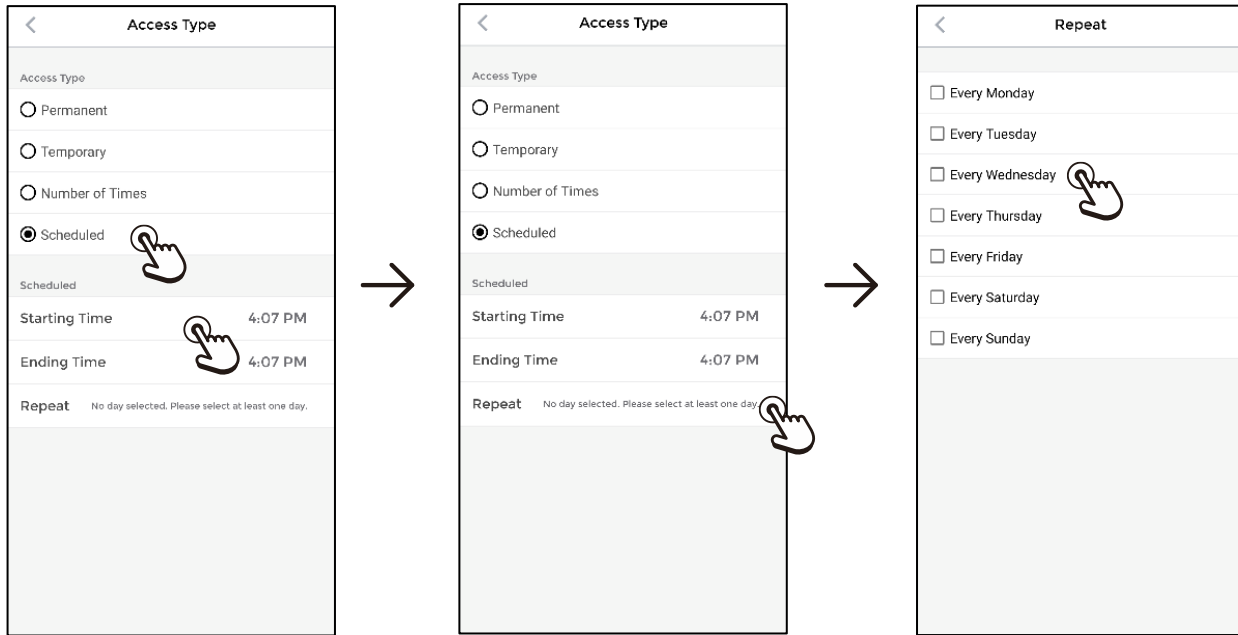 Access Type
Access Type
Permanent
Temporary
Number of Times
Scheduled
Scheduled
Starting Time 4:07 PM
Ending Time 4:07 PM
Repeat No day selected. Please select at least one day.
Access Type
Access Type
Permanent
Temporary
Number of Times
Scheduled
Scheduled
Starting Time 4:07 PM
Ending Time 4:07 PM
Repeat No day selected. Please select at least one day.
Repeat
Every Monday
Every Tuesday
Every Wednesday
Every Thursday
Every Friday
Every Saturday
Every Sunday